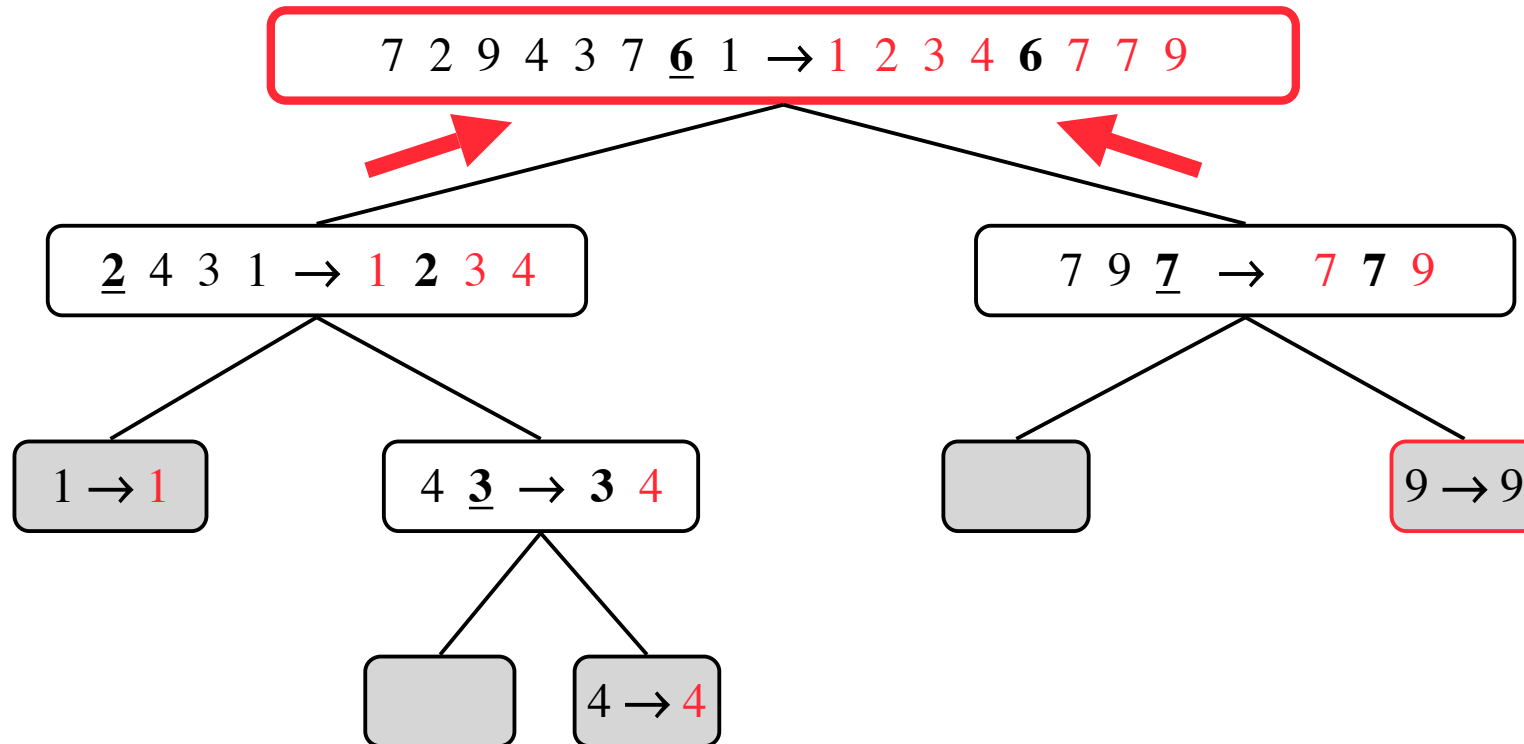 7 2 9 4 3 7 6 1 → 1 2 3 4 6 7 7 9
2 4 3 1 → 1 2 3 4
7 9 7 → 7 7 9
1 → 1
4 3 → 3 4
9 → 9
4 → 4